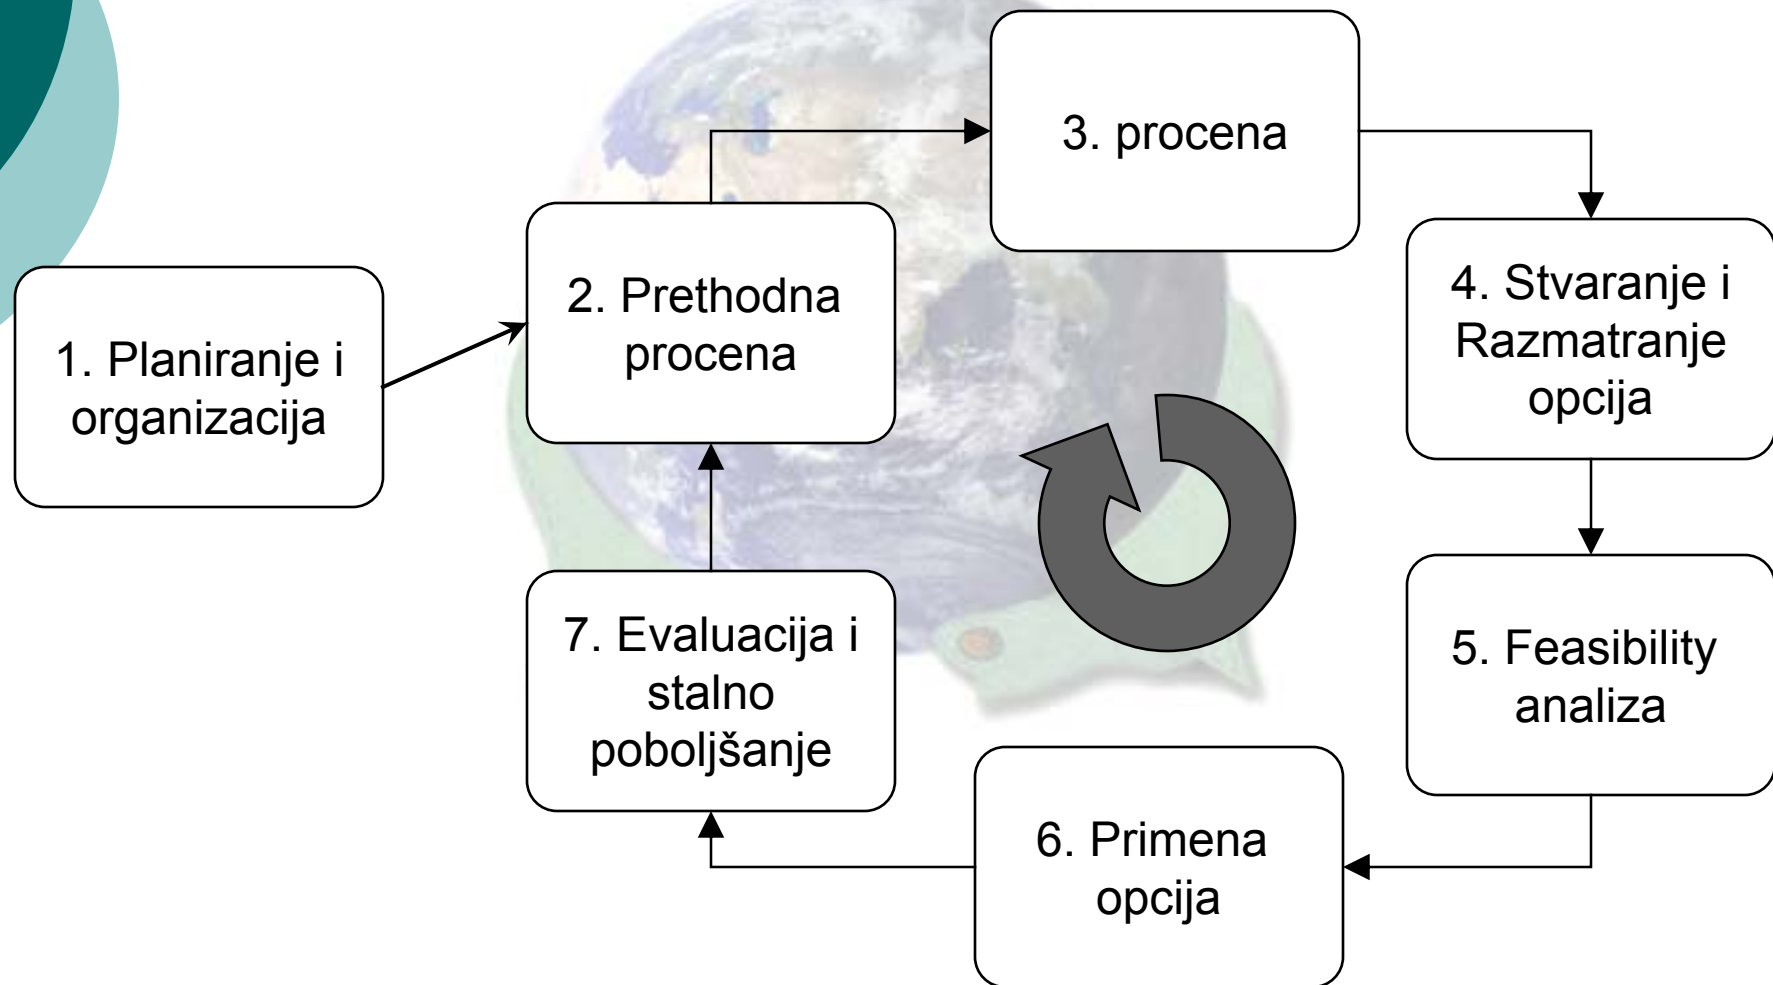 1. Planiranje i
organizacija
2. Prethodna
procena
3. procena
4. Stvaranje i
Razmatranje
opcija
5. Feasibility
analiza
6. Primena
opcija
7. Evaluacija i
stalno
poboljšanje